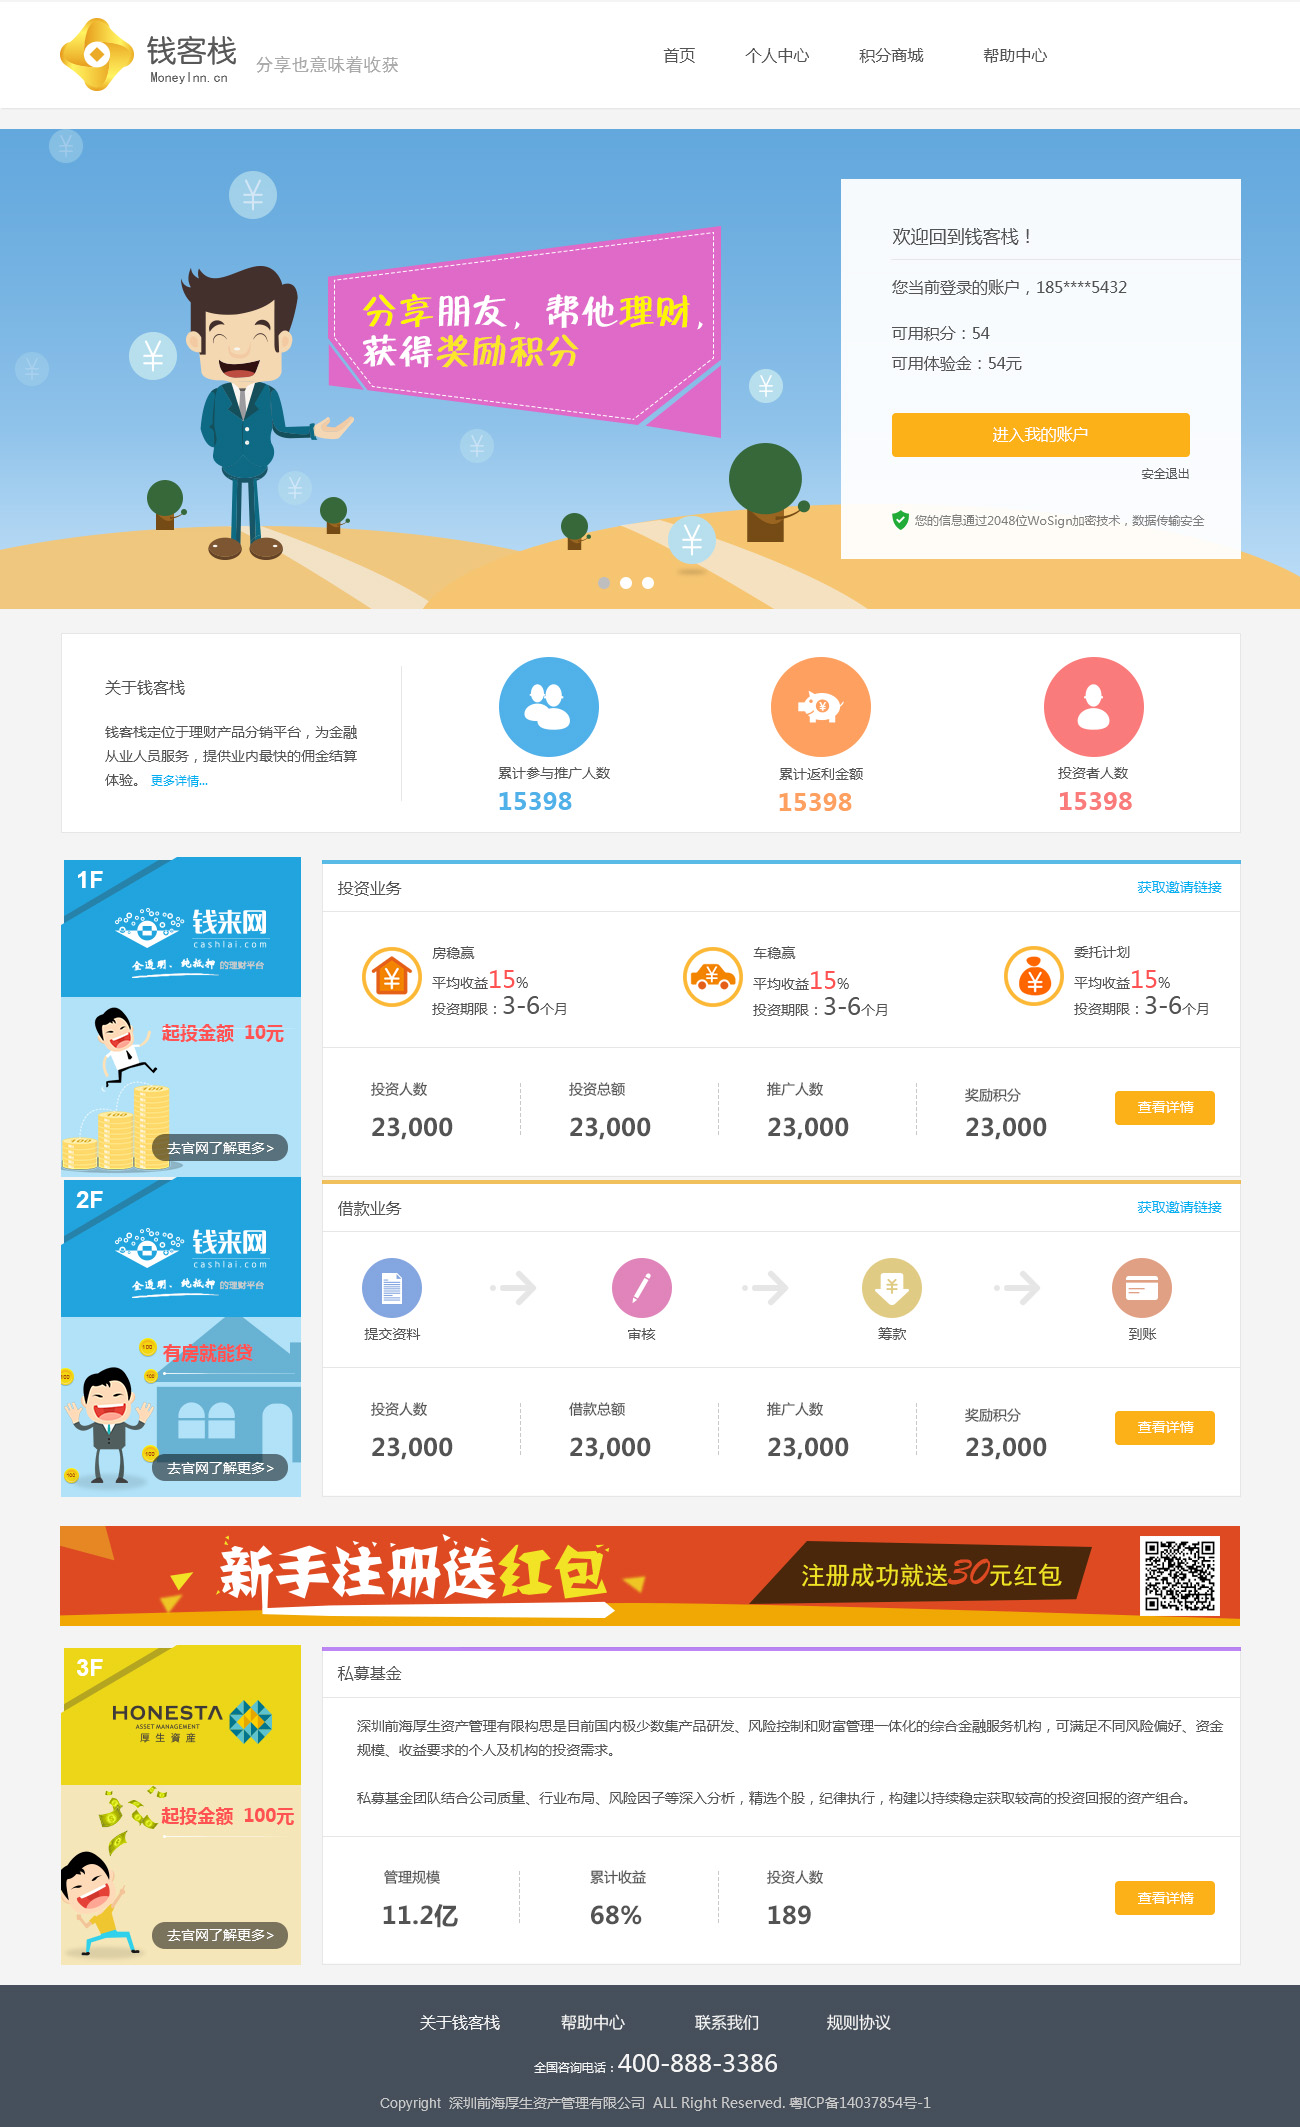 钱客栈
MoneyInn.cn
分享也意味着收获
首页
个人中心
积分商城
帮助中心
分享朋友，帮他理财，
获得奖励积分
欢迎回到钱客栈！
您当前登录的账户，185****5432
可用积分：54
可用体验金：54元
进入我的账户
安全退出
您的信息通过2048位WoSign加密技术，数据传输安全
关于钱客栈
钱客栈定位于理财产品分销平台，为金融
从业人员服务，提供业内最快的佣金结算
体验。 更多详情...
累计参与推广人数
15398
累计返利金额
15398
投资者人数
15398
1F
钱来网
cashlai.com
全透明、纯抵押 的理财平台
起投金额 10元
去官网了解更多>
投资业务
获取邀请链接
房稳赢
平均收益15%
投资期限：3-6个月
车稳赢
平均收益15%
投资期限：3-6个月
委托计划
平均收益15%
投资期限：3-6个月
投资人数
23,000
投资总额
23,000
推广人数
23,000
奖励积分
23,000
查看详情
2F
钱来网
cashlai.com
全透明、纯抵押 的理财平台
有房就能贷
去官网了解更多>
借款业务
获取邀请链接
提交资料
审核
筹款
到账
投资人数
23,000
借款总额
23,000
推广人数
23,000
奖励积分
23,000
查看详情
新手注册送红包
注册成功就送30元红包
3F
HONESTA
ASSET MANAGEMENT
厚生資産
起投金额 100元
去官网了解更多>
私募基金
深圳前海厚生资产管理有限构思是目前国内极少数集产品研发、风险控制和财富管理一体化的综合金融服务机构，可满足不同风险偏好、资金
规模、收益要求的个人及机构的投资需求。
私募基金团队结合公司质量、行业布局、风险因子等深入分析，精选个股，纪律执行，构建以持续稳定获取较高的投资回报的资产组合。
管理规模
11.2亿
累计收益
68%
投资人数
189
查看详情
关于钱客栈
帮助中心
联系我们
规则协议
全国咨询电话：400-888-3386
Copyright 深圳前海厚生资产管理有限公司 ALL Right Reserved. 粤ICP备14037854号-1